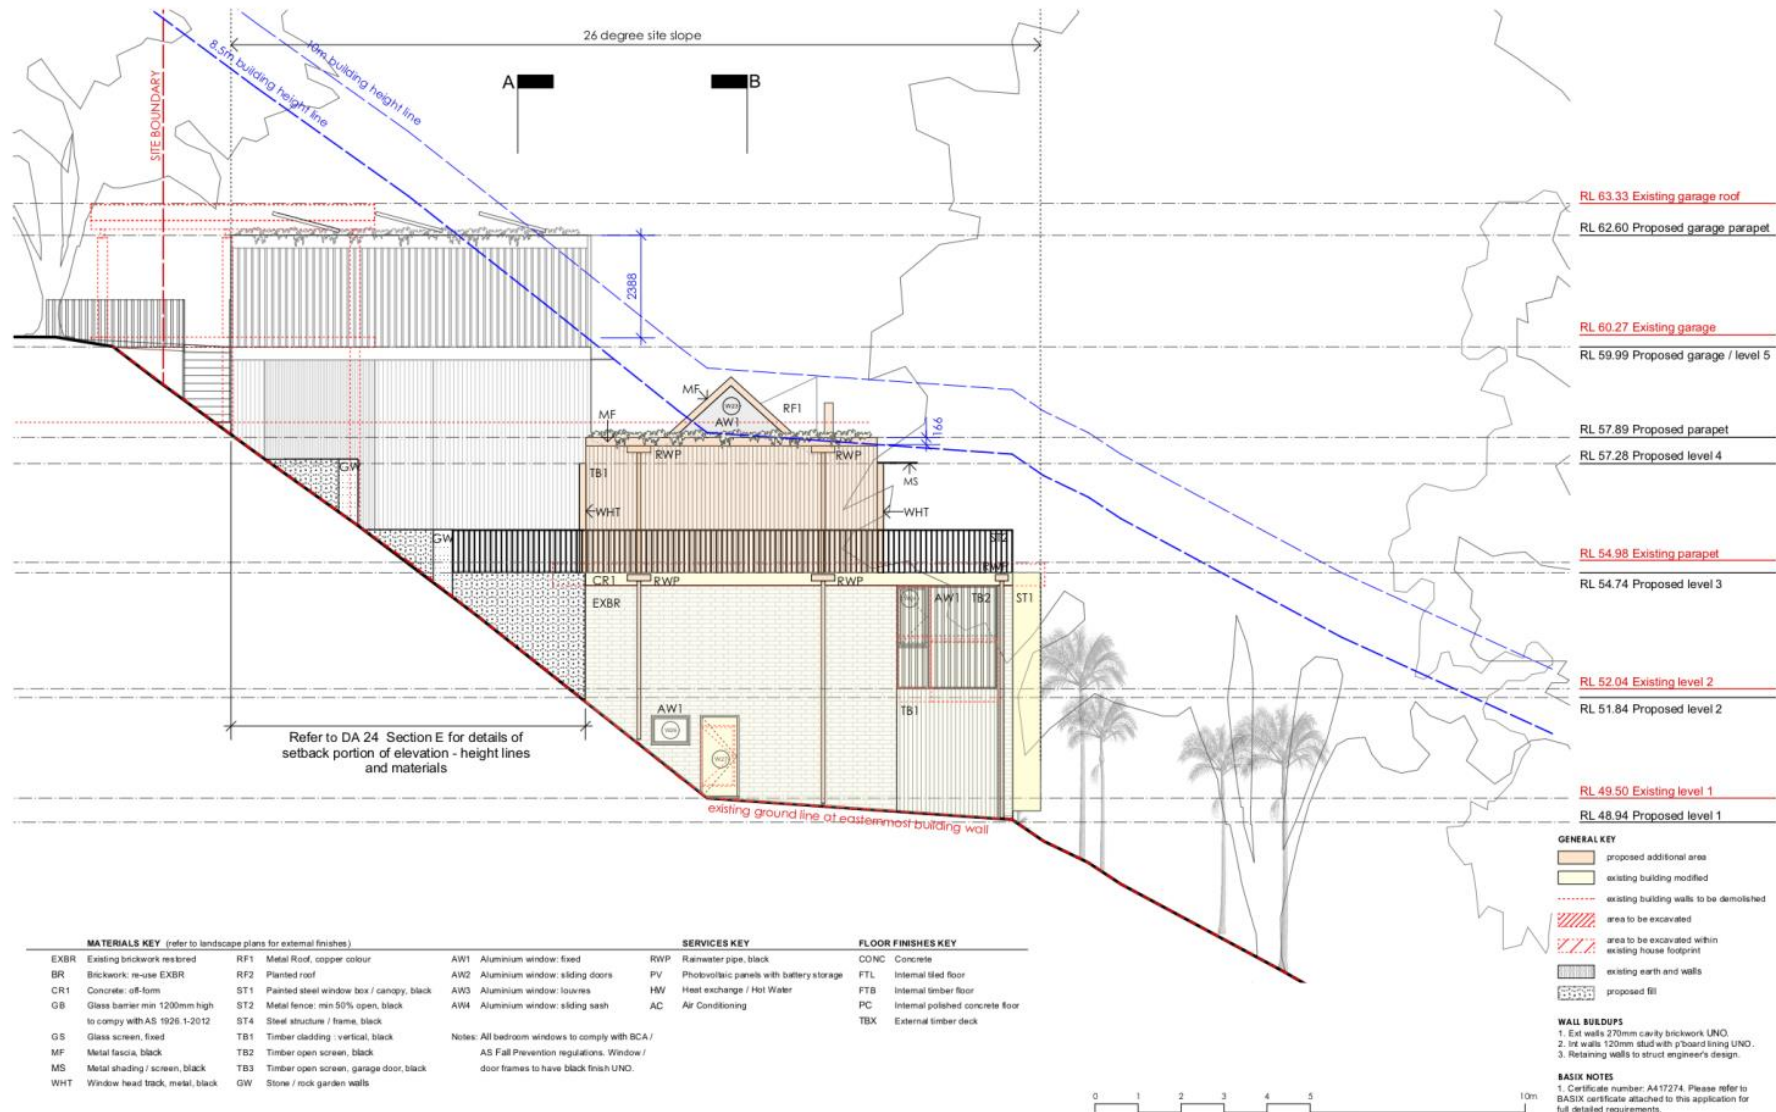 26 degree site slope
10m building height line
8.5m building height line
SITE BOUNDARY
A
B
RL 63.33 Existing garage roof
RL 62.60 Proposed garage parapet
2388
RL 60.27 Existing garage
RL 59.99 Proposed garage / level 5
MF
W23
AW1
RF1
MF
166
RL 57.89 Proposed parapet
RWP
RWP
RL 57.28 Proposed level 4
GW
TB1
MS
WHT
WHT
GW
ST2
RL 54.98 Existing parapet
RWP
CR1
RWP
RWP
RL 54.74 Proposed level 3
EXBR
AW1
TB2
ST1
RL 52.04 Existing level 2
AW1
TB1
RL 51.84 Proposed level 2
Refer to DA 24 Section E for details of
setback portion of elevation - height lines
and materials
W27
RL 49.50 Existing level 1
existing ground line at easternmost building wall
RL 48.94 Proposed level 1
GENERAL KEY
proposed additional area
existing building modified
existing building walls to be demolished
area to be excavated
area to be excavated within
existing house footprint
existing earth and walls
proposed fill
WALL BUILDUPS
1. Ext walls 270mm cavity brickwork UNO.
2. Int walls 120mm stud with p'board lining UNO.
3. Retaining walls to struct engineer's design.
BASIX NOTES
1. Certificate number: A417274. Please refer to
BASIX certificate attached to this application for
full detailed requirements.
MATERIALS KEY (refer to landscape plans for external finishes)
EXBR Existing brickwork restored
BR Brickwork: re-use EXBR
CR1 Concrete: off-form
GB Glass barrier min 1200mm high
to compy with AS 1926.1-2012
GS Glass screen, fixed
MF Metal fascia, black
MS Metal shading / screen, black
WHT Window head track, metal, black
RF1 Metal Roof, copper colour
RF2 Planted roof
ST1 Painted steel window box / canopy, black
ST2 Metal fence: min 50% open, black
ST4 Steel structure / frame, black
TB1 Timber cladding : vertical, black
TB2 Timber open screen, black
TB3 Timber open screen, garage door, black
GW Stone / rock garden walls
AW1 Aluminium window: fixed
AW2 Aluminium window: sliding doors
AW3 Aluminium window: louvres
AW4 Aluminium window: sliding sash
Notes: All bedroom windows to comply with BCA /
AS Fall Prevention regulations. Window /
door frames to have black finish UNO.
SERVICES KEY
RWP Rainwater pipe, black
PV Photovoltaic panels with battery storage
HW Heat exchange / Hot Water
AC Air Conditioning
FLOOR FINISHES KEY
CONC Concrete
FTL Internal tiled floor
FTB Internal timber floor
PC Internal polished concrete floor
TBX External timber deck
0 1 2 3 4 5 10m